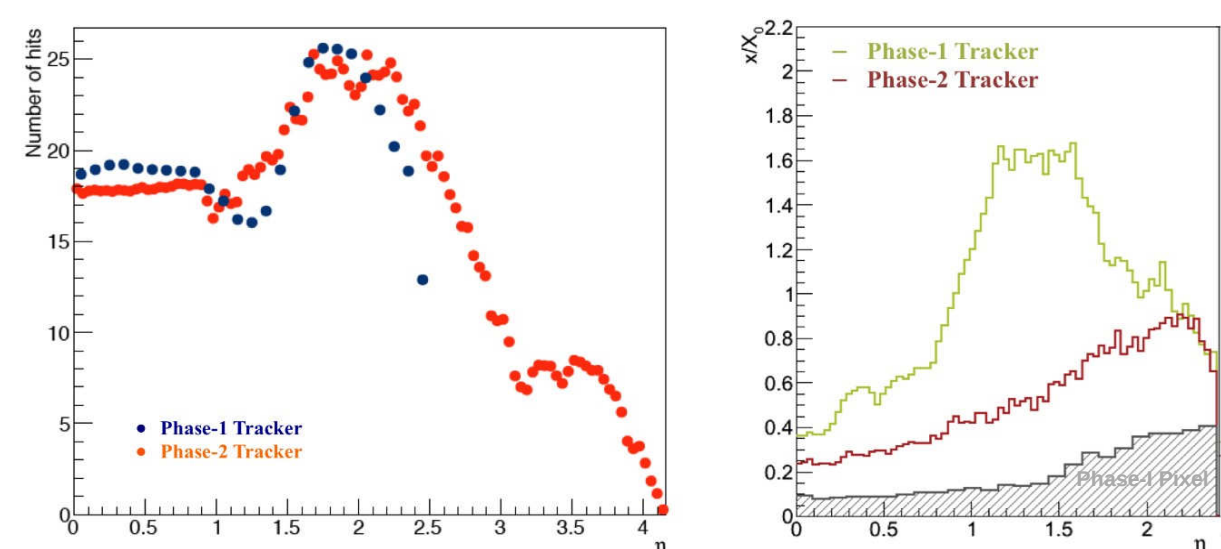 Number of hits
25
20
15
10
5
0
Phase-1 Tracker
Phase-2 Tracker
0 0.5 1 1.5 2 2.5 3 3.5 4
η
x/X₀
2.2
2
1.8
1.6
1.4
1.2
1
0.8
0.6
0.4
0.2
0
Phase-1 Tracker
Phase-2 Tracker
Phase-I Pixel
0 0.5 1 1.5 2
η